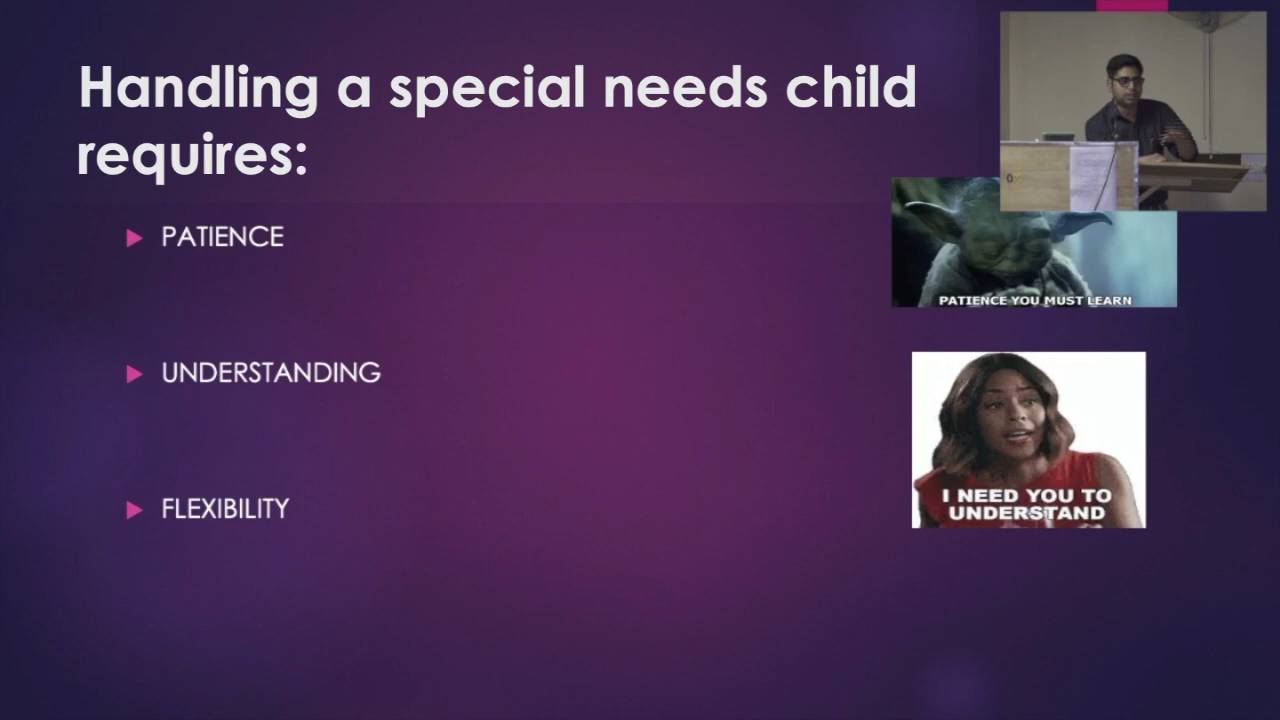 Handling a special needs child
requires:
PATIENCE
PATIENCE YOU MUST LEARN
UNDERSTANDING
I NEED YOU TO
UNDERSTAND
FLEXIBILITY